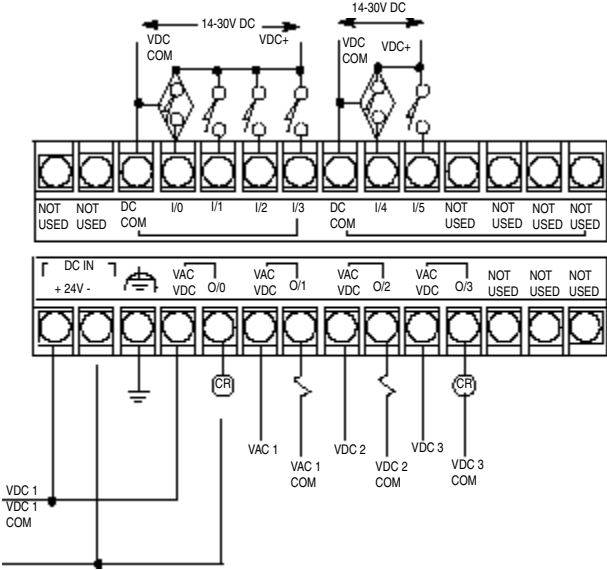 14-30V DC
14-30V DC
VDC
COM
VDC+
VDC
COM
VDC+
NOT
USED
NOT
USED
DC
COM
I/0
I/1
I/2
I/3
DC
COM
I/4
I/5
NOT
USED
NOT
USED
NOT
USED
NOT
USED
DC IN
+ 24V -
VAC
VDC
O/0
VAC
VDC
O/1
VAC
VDC
O/2
VAC
VDC
O/3
NOT
USED
NOT
USED
NOT
USED
CR
CR
VAC 1
VAC 1
COM
VDC 2
VDC 2
COM
VDC 3
VDC 3
COM
VDC 1
VDC 1
COM